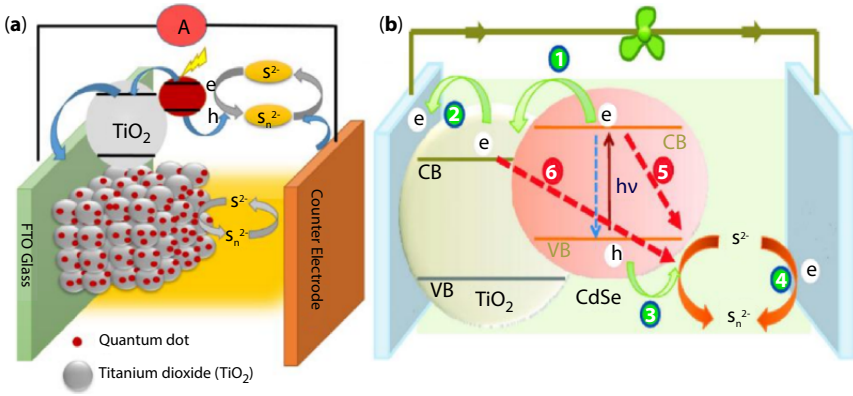 (a)
A
e
S²⁻
h
Sₙ²⁻
TiO₂
S²⁻
Sₙ²⁻
FTO Glass
Counter Electrode
Quantum dot
Titanium dioxide (TiO₂)
(b)
1
2
e
e
e
CB
CB
6
5
hν
VB
h
S²⁻
VB
TiO₂
CdSe
3
4
e
Sₙ²⁻